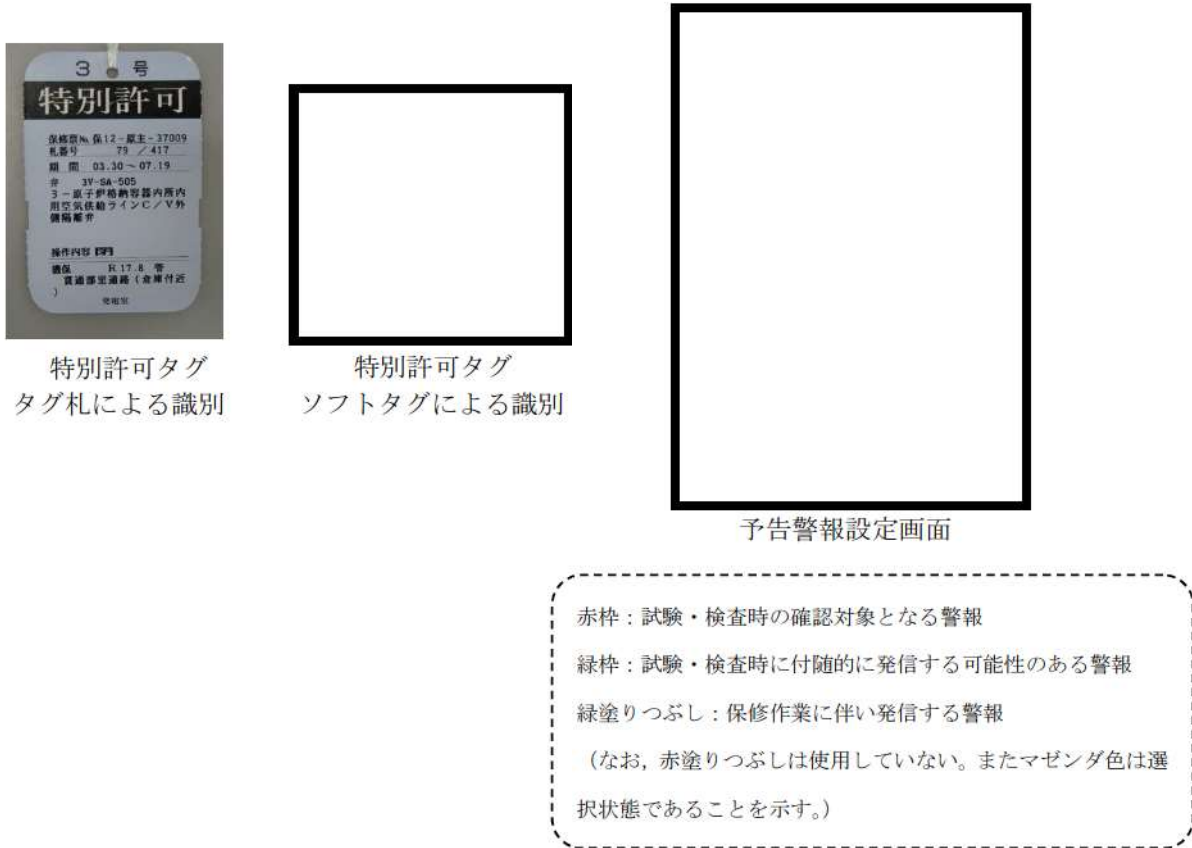 3 号
特別許可
保修票№ 保12-原主-37009
札番号 79 / 417
期 間 03.30～07.19
弁 3V-SA-505
3-原子炉格納容器内所内
用空気供給ラインC／V外
側隔離弁
操作内容 閉
R 17.8 管
貫通部室通路（倉庫付近
）
発電室
特別許可タグ
タグ札による識別
特別許可タグ
ソフトタグによる識別
予告警報設定画面
赤枠：試験・検査時の確認対象となる警報
緑枠：試験・検査時に付随的に発信する可能性のある警報
緑塗りつぶし：保修作業に伴い発信する警報
（なお，赤塗りつぶしは使用していない。またマゼンダ色は選
択状態であることを示す。）